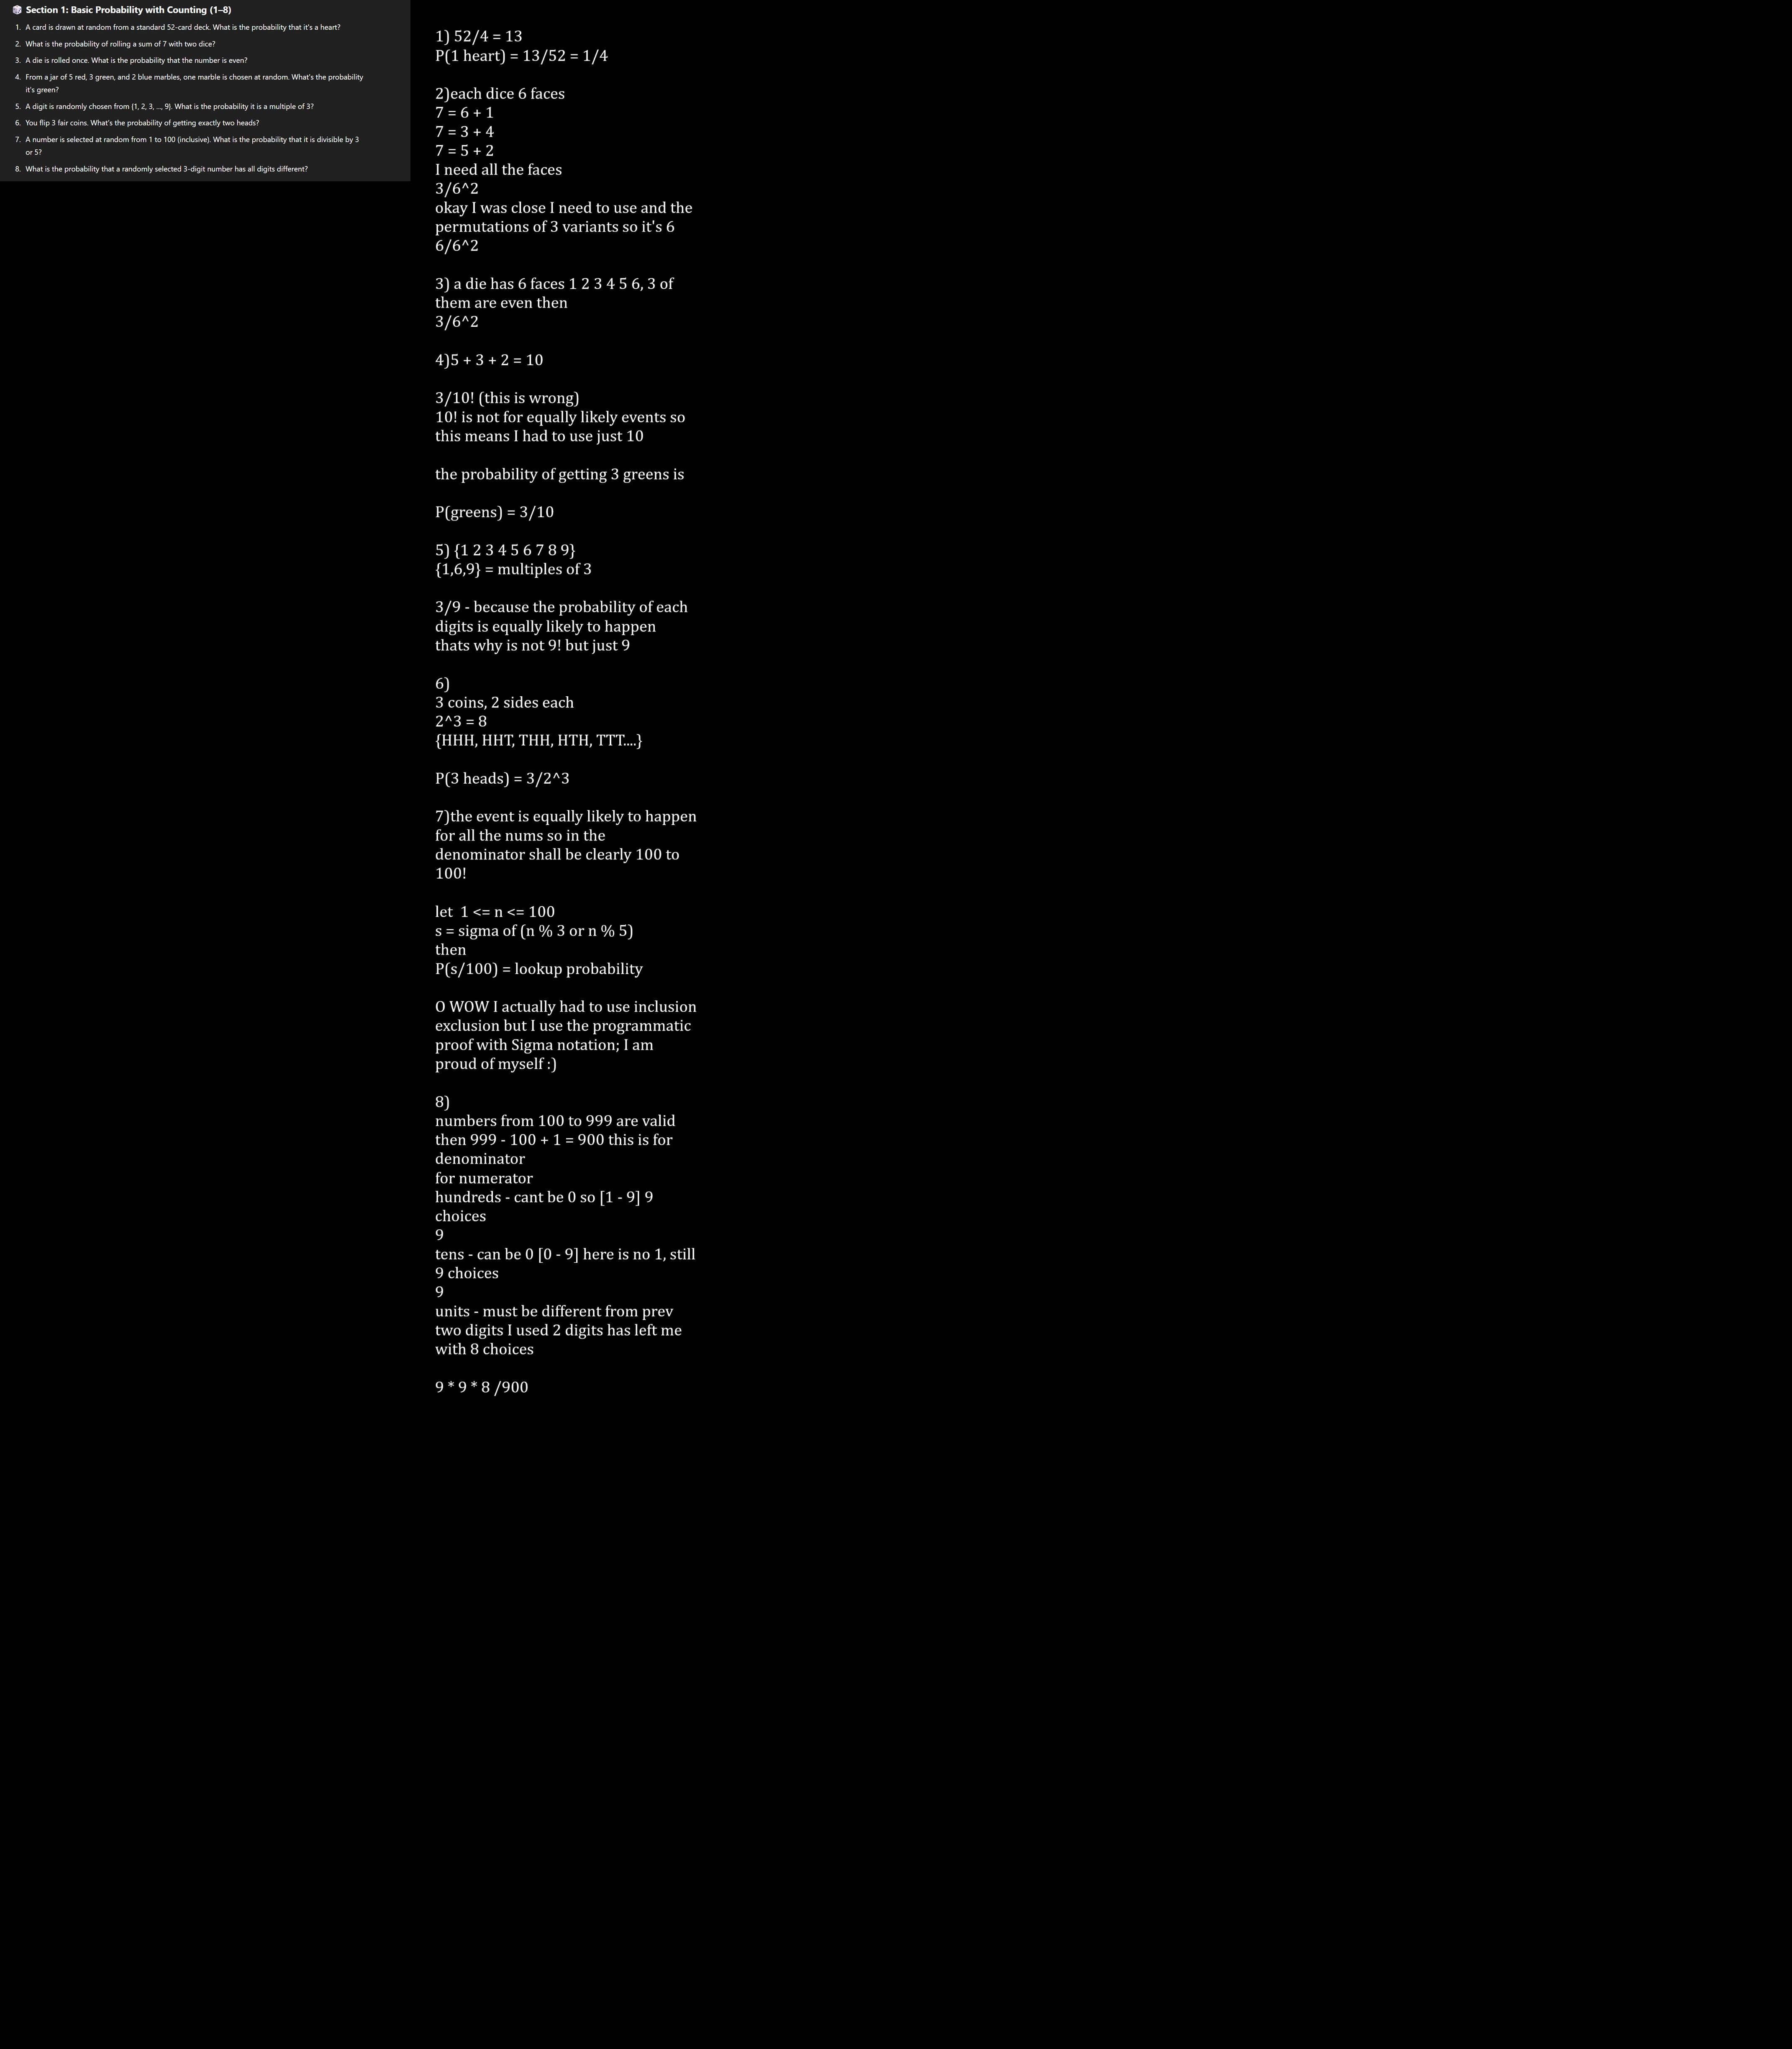 🎲 Section 1: Basic Probability with Counting (1–8)
1. A card is drawn at random from a standard 52-card deck. What is the probability that it's a heart?
2. What is the probability of rolling a sum of 7 with two dice?
3. A die is rolled once. What is the probability that the number is even?
4. From a jar of 5 red, 3 green, and 2 blue marbles, one marble is chosen at random. What's the probability
it's green?
5. A digit is randomly chosen from {1, 2, 3, ..., 9}. What is the probability it is a multiple of 3?
6. You flip 3 fair coins. What's the probability of getting exactly two heads?
7. A number is selected at random from 1 to 100 (inclusive). What is the probability that it is divisible by 3
or 5?
8. What is the probability that a randomly selected 3-digit number has all digits different?
1) 52/4 = 13
P(1 heart) = 13/52 = 1/4
2)each dice 6 faces
7 = 6 + 1
7 = 3 + 4
7 = 5 + 2
I need all the faces
3/6^2
okay I was close I need to use and the
permutations of 3 variants so it's 6
6/6^2
3) a die has 6 faces 1 2 3 4 5 6, 3 of
them are even then
3/6^2
4)5 + 3 + 2 = 10
3/10! (this is wrong)
10! is not for equally likely events so
this means I had to use just 10
the probability of getting 3 greens is
P(greens) = 3/10
5) {1 2 3 4 5 6 7 8 9}
{1,6,9} = multiples of 3
3/9 - because the probability of each
digits is equally likely to happen
thats why is not 9! but just 9
6)
3 coins, 2 sides each
2^3 = 8
{HHH, HHT, THH, HTH, TTT....}
P(3 heads) = 3/2^3
7)the event is equally likely to happen
for all the nums so in the
denominator shall be clearly 100 to
100!
let 1 <= n <= 100
s = sigma of (n % 3 or n % 5)
then
P(s/100) = lookup probability
O WOW I actually had to use inclusion
exclusion but I use the programmatic
proof with Sigma notation; I am
proud of myself :)
8)
numbers from 100 to 999 are valid
then 999 - 100 + 1 = 900 this is for
denominator
for numerator
hundreds - cant be 0 so [1 - 9] 9
choices
9
tens - can be 0 [0 - 9] here is no 1, still
9 choices
9
units - must be different from prev
two digits I used 2 digits has left me
with 8 choices
9 * 9 * 8 /900